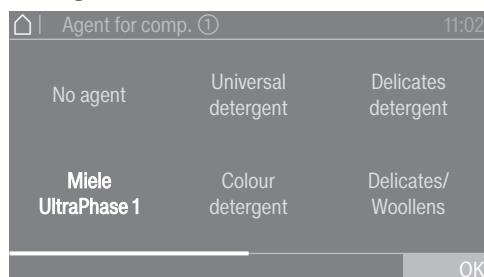 Agent for comp. ①
11:02
No agent
Universal
detergent
Delicates
detergent
Miele
UltraPhase 1
Colour
detergent
Delicates/
Woollens
OK